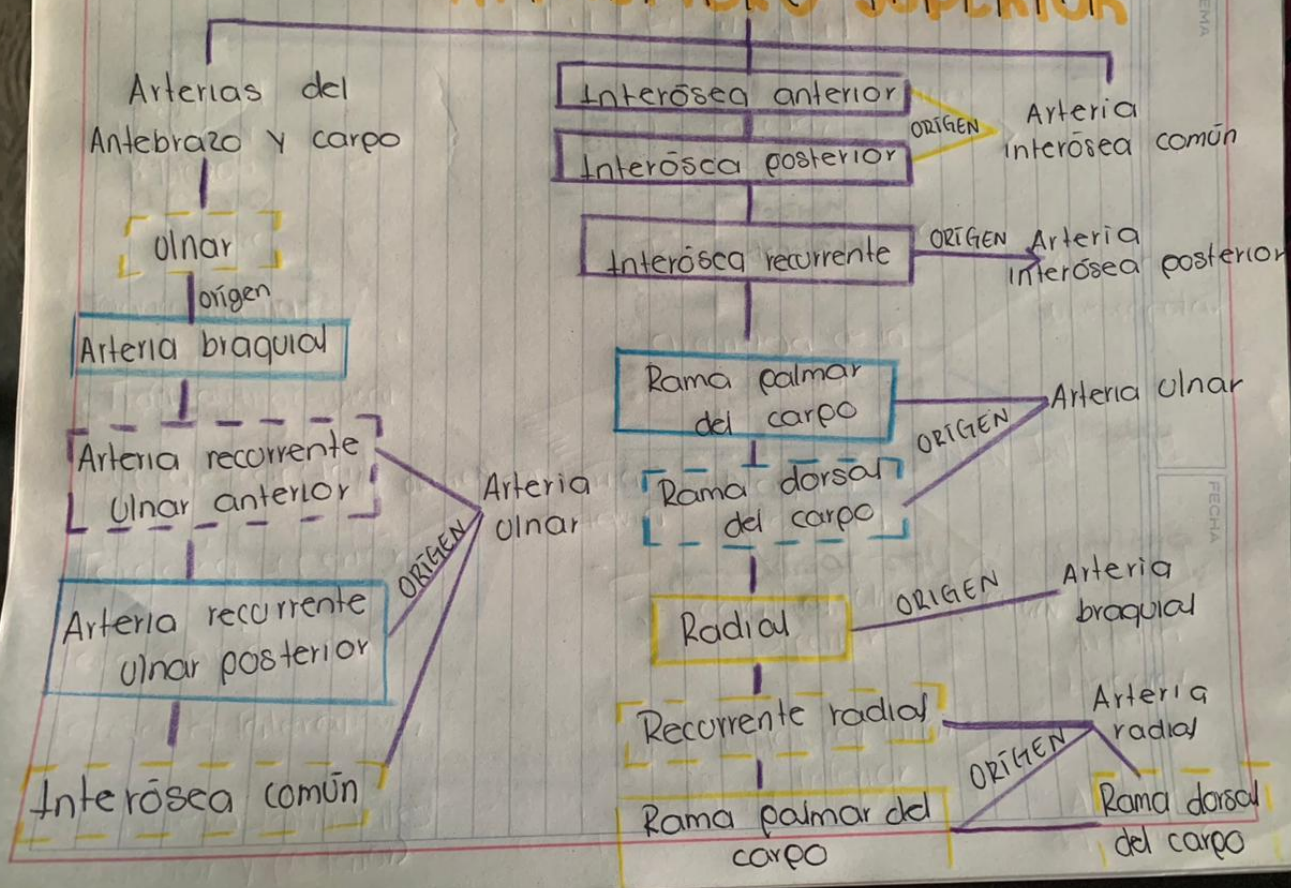 SUPERIOR
EMA
Arterias del
Antebrazo y carpo
Ulnar
origen
Arteria braquial
Arteria recurrente
Ulnar anterior
Arteria recurrente
Ulnar posterior
Interósea común
ORIGEN
Arteria
Ulnar
Interósea anterior
Interósea posterior
ORIGEN
Arteria
interósea común
Interósea recurrente
ORIGEN
Arteria
interósea posterior
Rama palmar
del carpo
Rama dorsal
del carpo
ORIGEN
Arteria Ulnar
FECHA
Radial
ORIGEN
Arteria
braquial
Recurrente radial
Rama palmar del
carpo
ORIGEN
Arteria
radial
Rama dorsal
del carpo